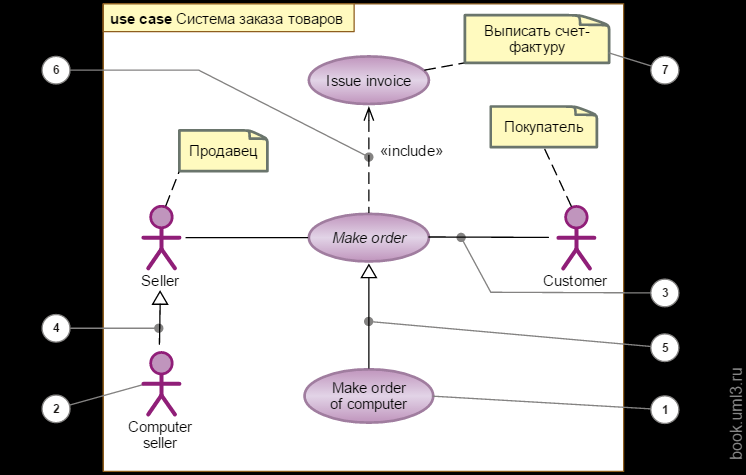 use case Система заказа товаров
Выписать счет-
фактуру
6
Issue invoice
7
Покупатель
Продавец
«include»
Make order
Seller
Customer
3
4
5
Make order
of computer
2
1
Computer
seller
book.uml3.ru